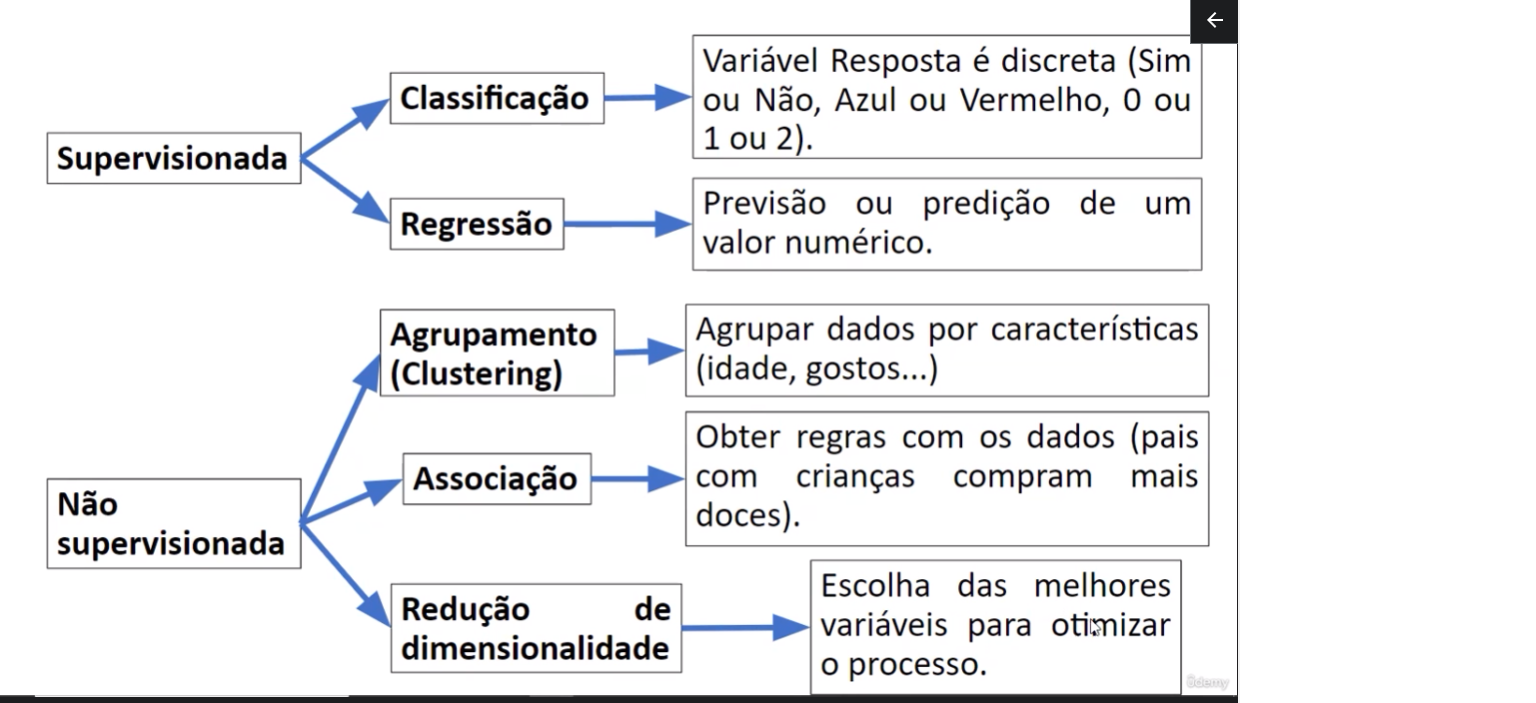 Supervisionada
Classificação
Variável Resposta é discreta (Sim
ou Não, Azul ou Vermelho, 0 ou
1 ou 2).
Regressão
Previsão ou predição de um
valor numérico.
Não
supervisionada
Agrupamento
(Clustering)
Agrupar dados por características
(idade, gostos...)
Associação
Obter regras com os dados (pais
com crianças compram mais
doces).
Redução de
dimensionalidade
Escolha das melhores
variáveis para otimizar
o processo.
ûdemy